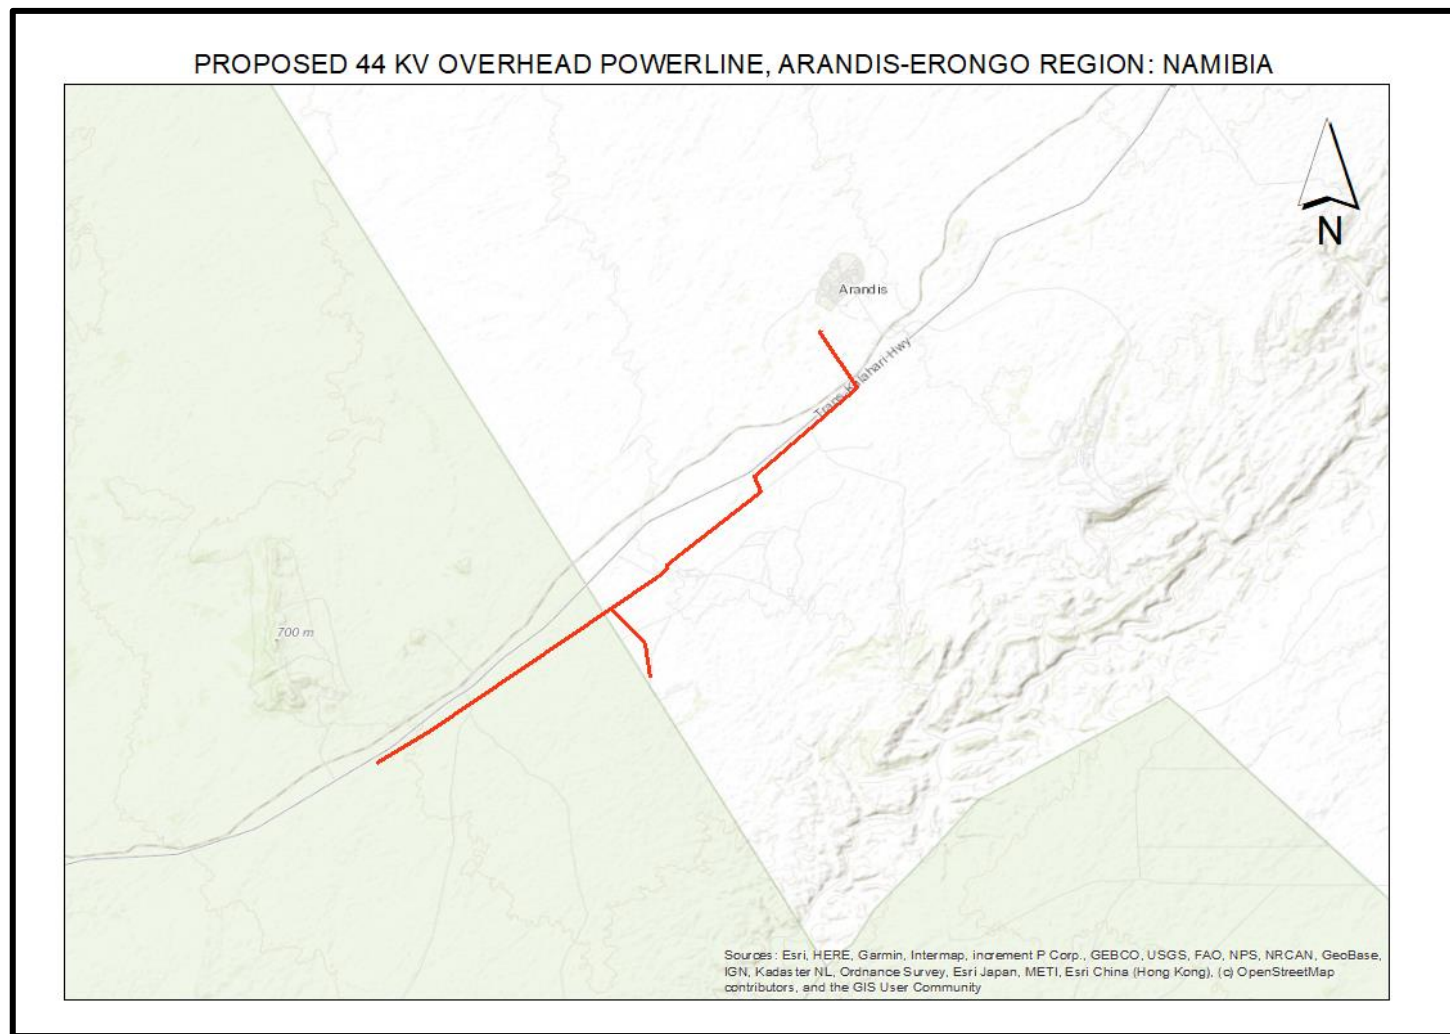 PROPOSED 44 KV OVERHEAD POWERLINE, ARANDIS-ERONGO REGION: NAMIBIA
N
Arandis
Trans-Kalahari-Hwy
700 m
Sources: Esri, HERE, Garmin, Intermap, increment P Corp., GEBCO, USGS, FAO, NPS, NRCAN, GeoBase,
IGN, Kadaster NL, Ordnance Survey, Esri Japan, METI, Esri China (Hong Kong), (c) OpenStreetMap
contributors, and the GIS User Community